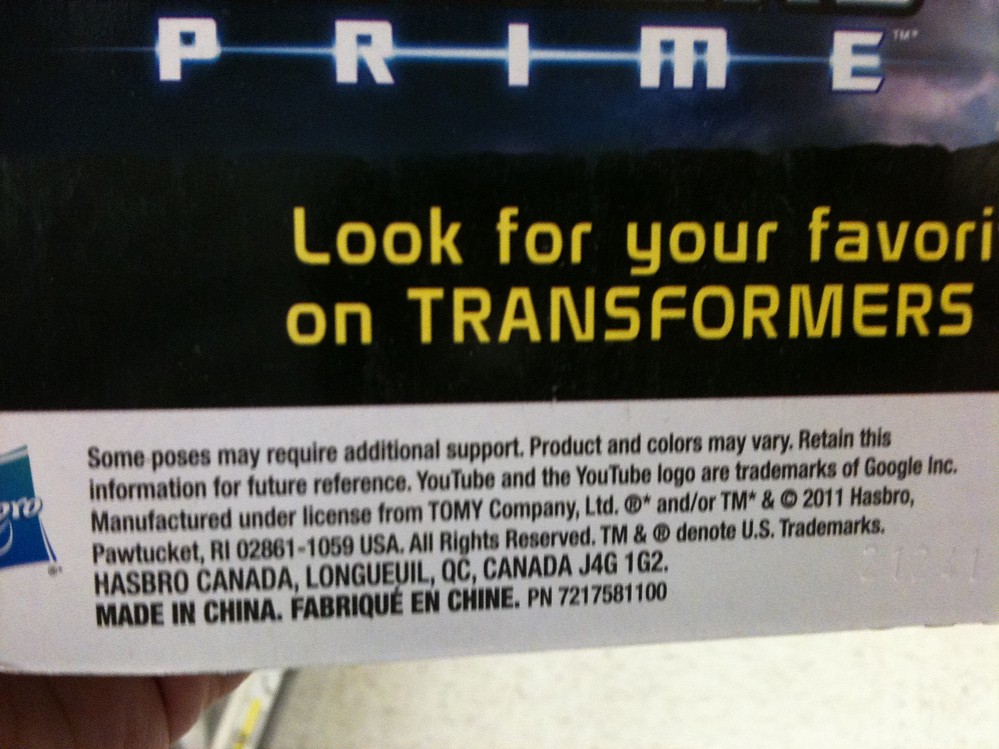 PRIME™*
Look for your favori
on TRANSFORMERS
Some poses may require additional support. Product and colors may vary. Retain this
information for future reference. YouTube and the YouTube logo are trademarks of Google Inc.
Manufactured under license from TOMY Company, Ltd. ®* and/or TM* & © 2011 Hasbro,
Pawtucket, RI 02861-1059 USA. All Rights Reserved. TM & ® denote U.S. Trademarks.
HASBRO CANADA, LONGUEUIL, QC, CANADA J4G 1G2.
MADE IN CHINA. FABRIQUÉ EN CHINE. PN 7217581100